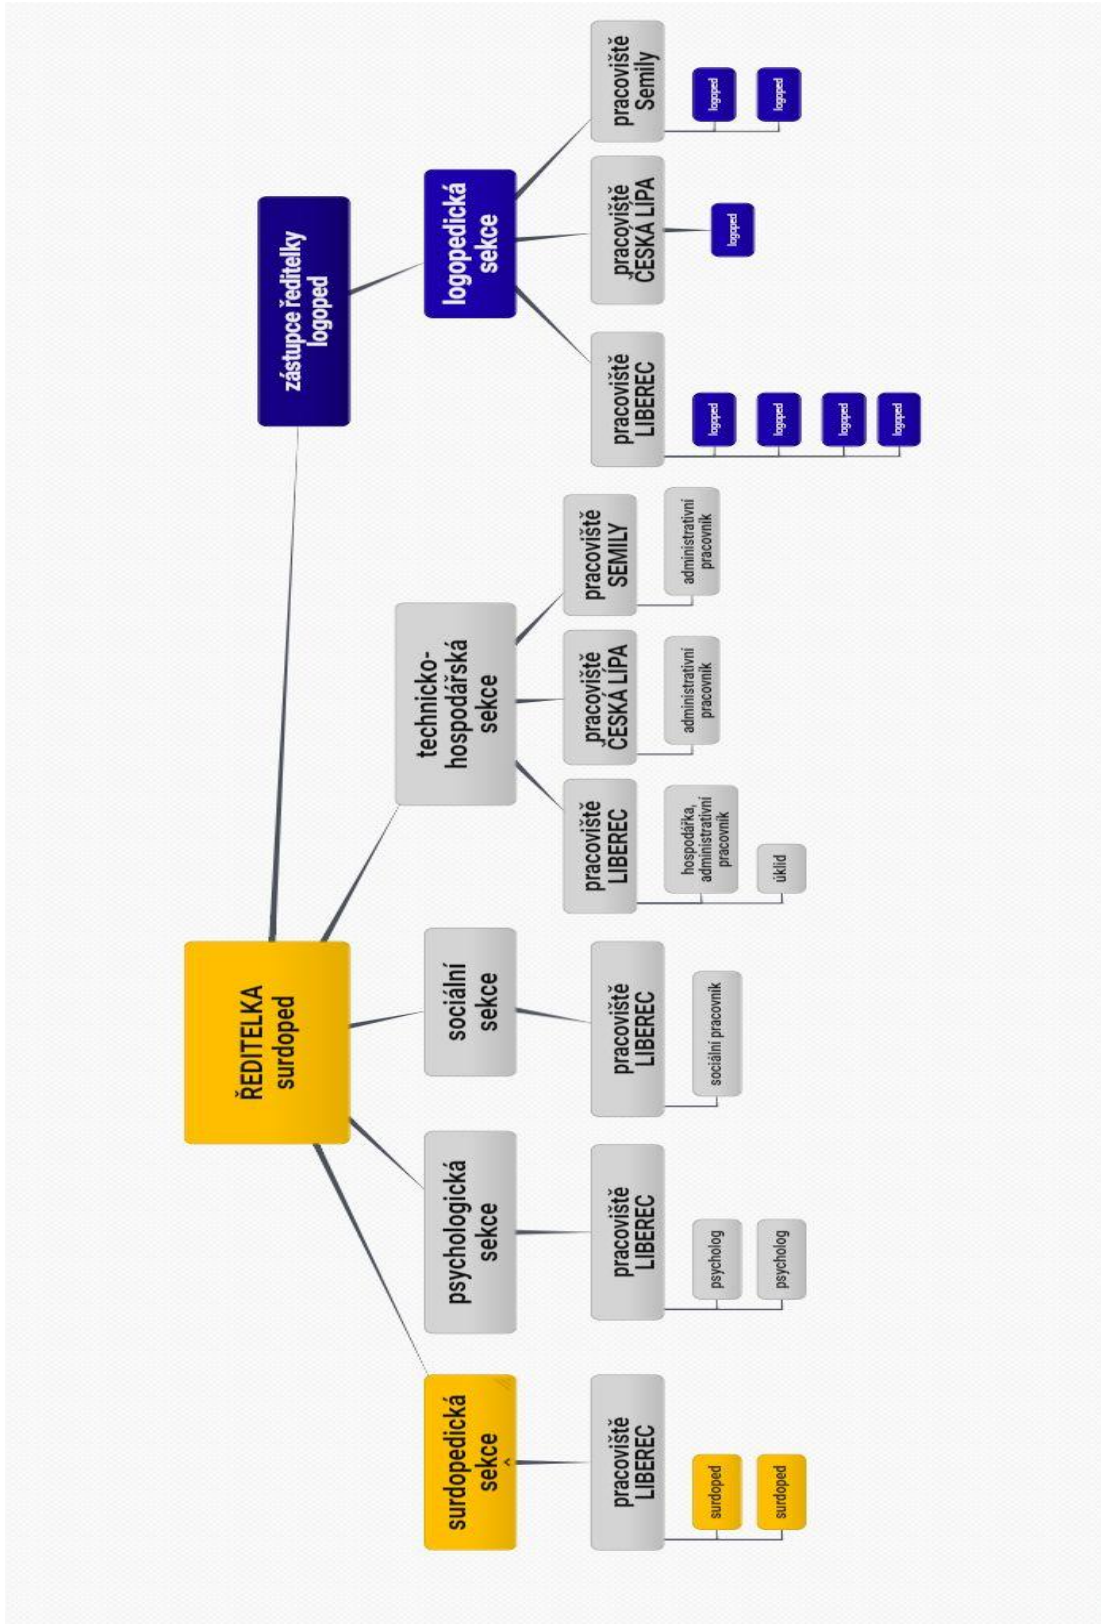 ŘEDITELKA
surdoped
zástupce ředitelky
logoped
surdopedická
sekce
psychologická
sekce
sociální
sekce
technicko-
hospodářská
sekce
logopedická
sekce
pracoviště
LIBEREC
surdoped
surdoped
pracoviště
LIBEREC
psycholog
psycholog
pracoviště
LIBEREC
sociální pracovník
pracoviště
LIBEREC
hospodářka,
administrativní
pracovník
úklid
pracoviště
ČESKÁ LÍPA
administrativní
pracovník
pracoviště
SEMILY
administrativní
pracovník
pracoviště
LIBEREC
logoped
logoped
logoped
logoped
pracoviště
ČESKÁ LÍPA
logoped
pracoviště
Semily
logoped
logoped